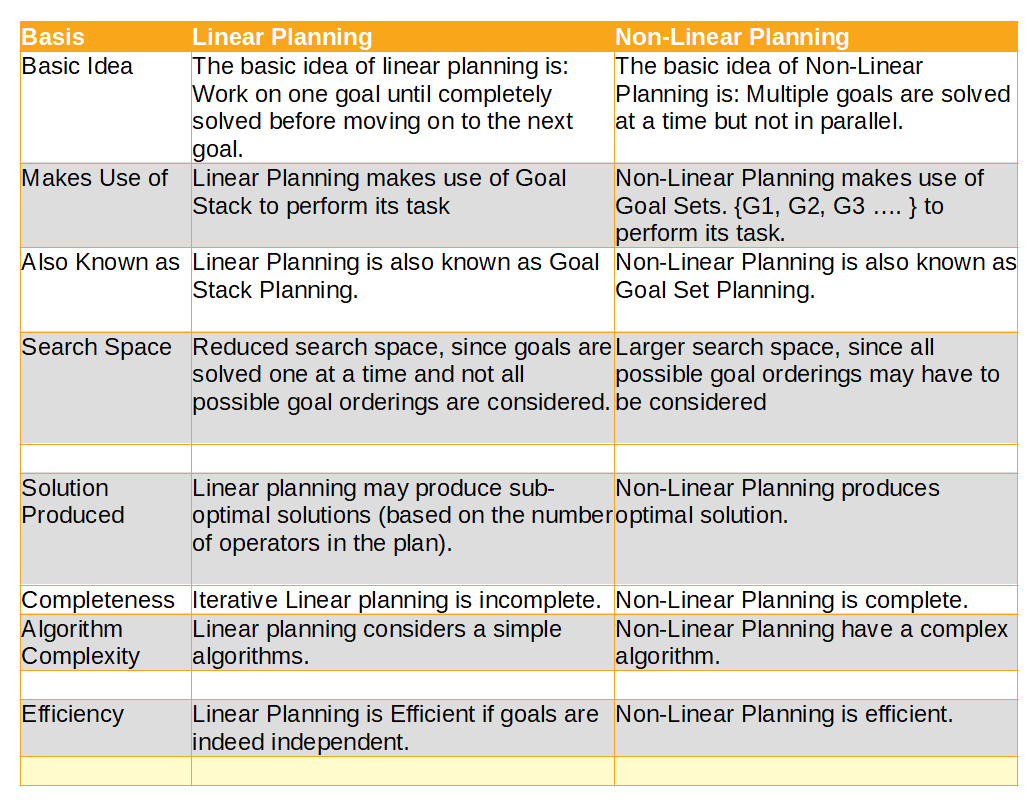 Basis Linear Planning Non-Linear Planning
Basic Idea
The basic idea of linear planning is:
Work on one goal until completely
solved before moving on to the next
goal.
The basic idea of Non-Linear
Planning is: Multiple goals are solved
at a time but not in parallel.
Makes Use of
Linear Planning makes use of Goal
Stack to perform its task
Non-Linear Planning makes use of
Goal Sets. {G1, G2, G3 .... } to
perform its task.
Also Known as
Linear Planning is also known as Goal
Stack Planning.
Non-Linear Planning is also known as
Goal Set Planning.
Search Space
Reduced search space, since goals are
solved one at a time and not all
possible goal orderings are considered.
Larger search space, since all
possible goal orderings may have to
be considered
Solution
Produced
Linear planning may produce sub-
optimal solutions (based on the number
of operators in the plan).
Non-Linear Planning produces
optimal solution.
Completeness
Iterative Linear planning is incomplete.
Non-Linear Planning is complete.
Algorithm
Complexity
Linear planning considers a simple
algorithms.
Non-Linear Planning have a complex
algorithm.
Efficiency
Linear Planning is Efficient if goals are
indeed independent.
Non-Linear Planning is efficient.